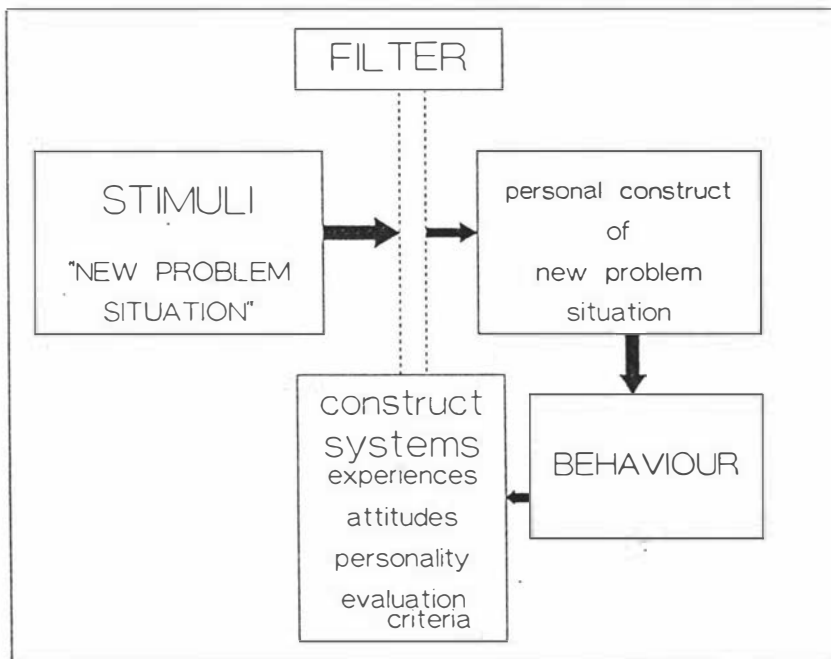 FILTER
STIMULI
"NEW PROBLEM
SITUATION"
personal construct
of
new problem
situation
construct
systems
experiences
attitudes
personality
evaluation
criteria
BEHAVIOUR